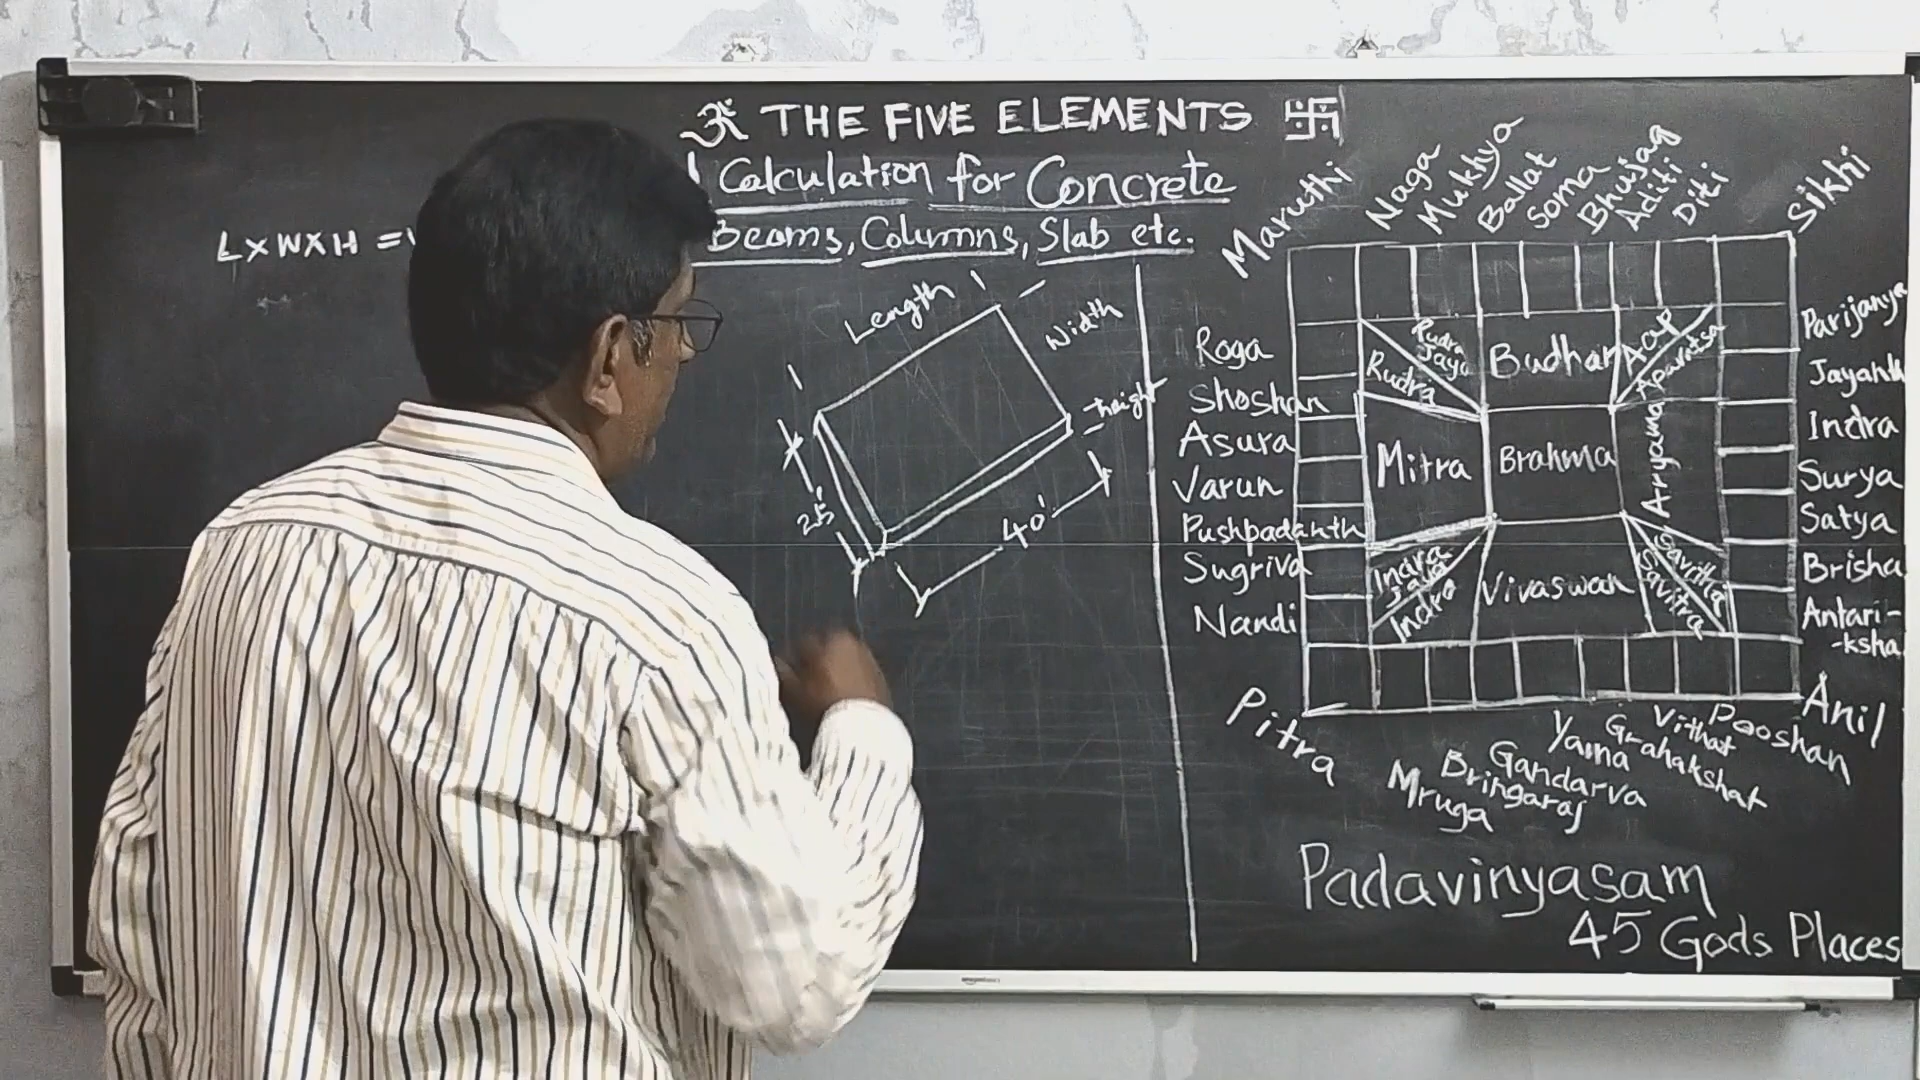 ॐ THE FIVE ELEMENTS 卐
Calculation for Concrete
Beams, Columns, Slab etc.
L x W x H =
Length
Width
height
25'
40'
Maruthi
Naga
Mukhya
Ballat
Soma
Bhujag
Aditi
Diti
Sikhi
Roga
Shoshan
Asura
Varun
Pushpadanth
Sugriva
Nandi
Rudra
Jaya
Rudra
Budhar
Aap
Aparatsa
Mitra
Brahma
Aryama
Indra
Jaya
Indra
Vivaswan
Savitha
Savitra
Parijanya
Jayanth
Indra
Surya
Satya
Brisha
Antari-
-ksha
Anil
Pitra
Mruga
Bringaraj
Gandarva
Yama
Grahakshat
Vithat
Pooshan
Padavinyasam
45 Gods Places